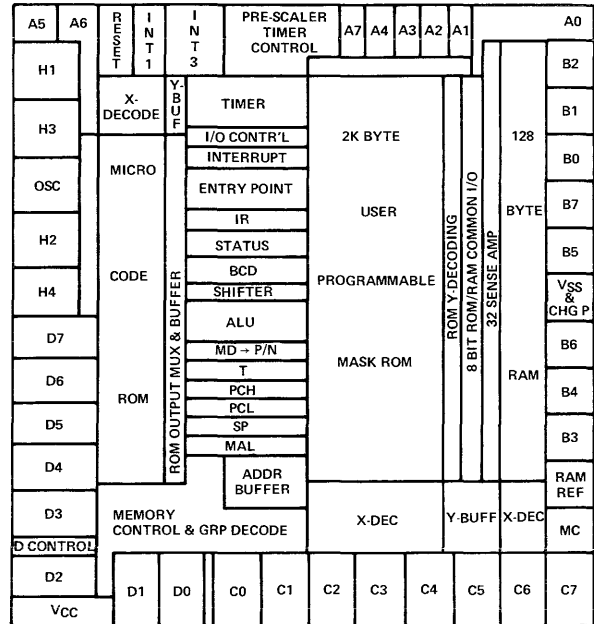 A5
A6
RESET
INT1
INT3
PRE-SCALER
TIMER
CONTROL
A7
A4
A3
A2
A1
A0
H1
H3
OSC
H2
H4
D7
D6
D5
D4
D3
D CONTROL
D2
VCC
X-
DECODE
Y-
BUF
MICRO
CODE
ROM
ROM OUTPUT MUX & BUFFER
TIMER
I/O CONTR'L
INTERRUPT
ENTRY POINT
IR
STATUS
BCD
SHIFTER
ALU
MD → P/N
T
PCH
PCL
SP
MAL
ADDR
BUFFER
MEMORY
CONTROL & GRP DECODE
2K BYTE
USER
PROGRAMMABLE
MASK ROM
ROM Y-DECODING
8 BIT ROM/RAM COMMON I/O
32 SENSE AMP
128
BYTE
RAM
B2
B1
B0
B7
B5
VSS
&
CHG P
B6
B4
B3
RAM
REF
MC
X-DEC
Y-BUFF
X-DEC
D1
D0
C0
C1
C2
C3
C4
C5
C6
C7